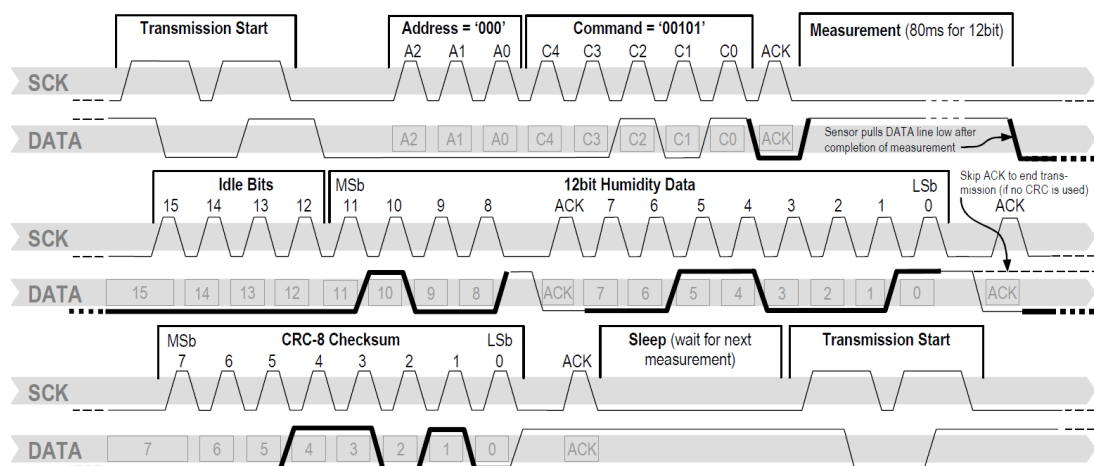 Transmission Start Address = ‘000’ Command = ‘00101’ Measurement (80ms for 12bit)
A2 A1 A0 C4 C3 C2 C1 C0 ACK
SCK
DATA A2 A1 A0 C4 C3 C2 C1 C0 ACK
Sensor pulls DATA line low after
completion of measurement
Skip ACK to end trans-
mission (if no CRC is used)
Idle Bits MSb 12bit Humidity Data LSb
15 14 13 12 11 10 9 8 ACK 7 6 5 4 3 2 1 0 ACK
SCK
DATA 15 14 13 12 11 10 9 8 ACK 7 6 5 4 3 2 1 0 ACK
MSb CRC-8 Checksum LSb Sleep (wait for next
measurement) Transmission Start
7 6 5 4 3 2 1 0 ACK
SCK
DATA 7 6 5 4 3 2 1 0 ACK